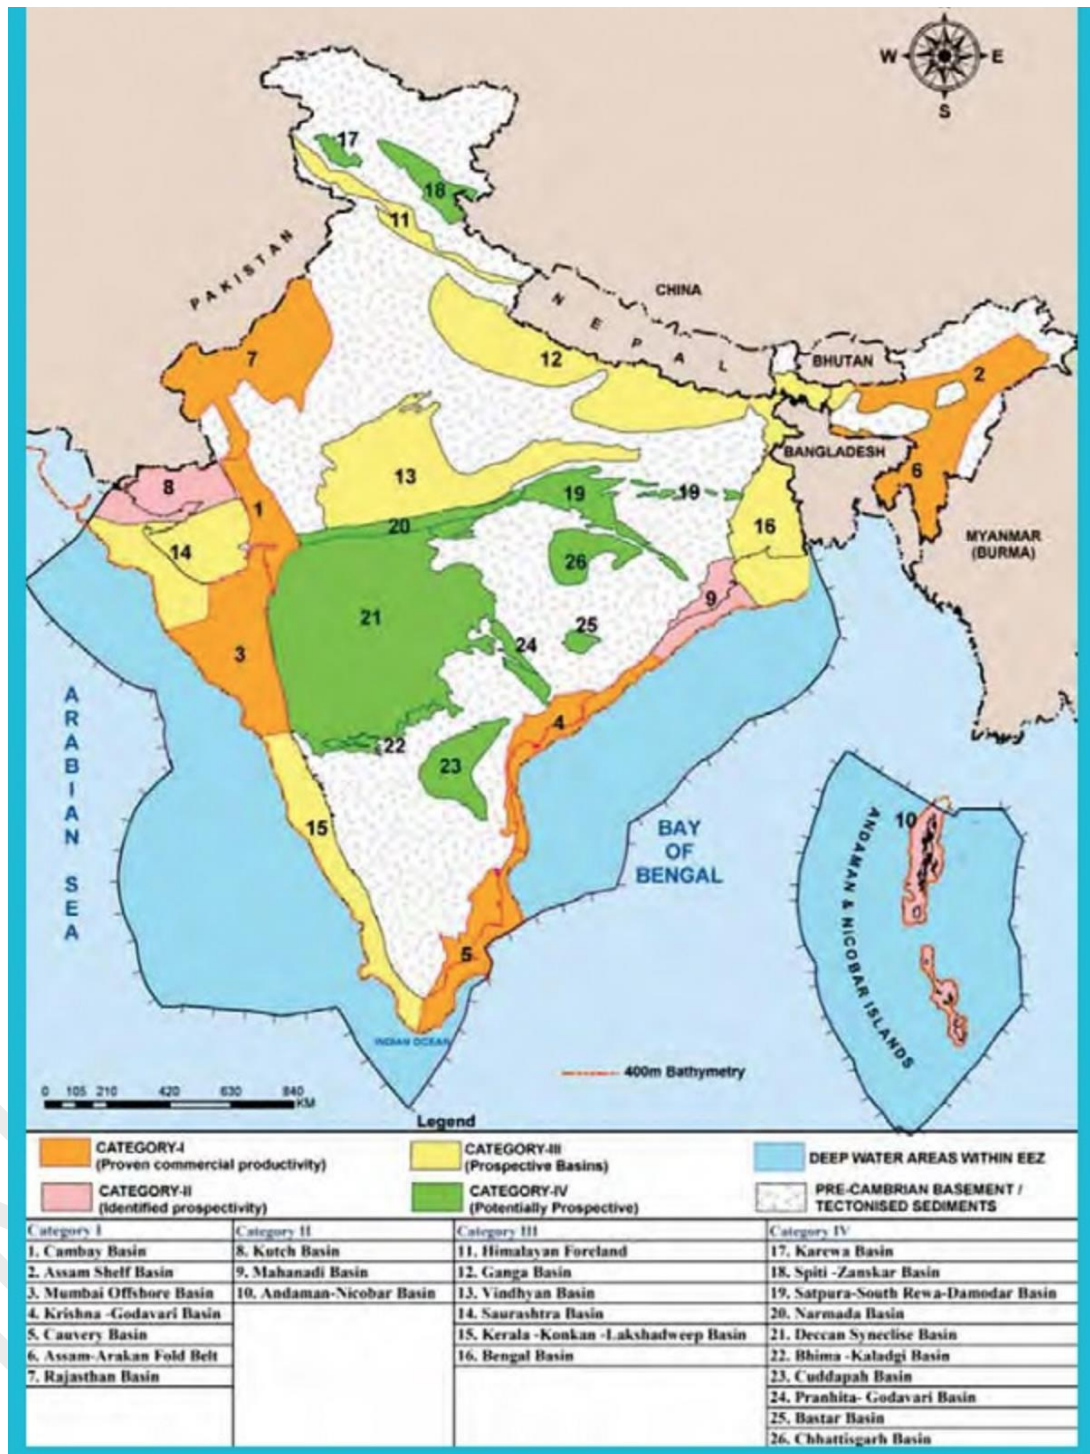 W E
S
17
18
11
PAKISTAN
CHINA
NEPAL
7
12
BHUTAN
2
BANGLADESH
13
8
1
19
19
6
20
16
14
26
MYANMAR
(BURMA)
21
9
25
3
24
ARABIAN SEA
4
22
23
10
15
BAY
OF
BENGAL
ANDAMAN & NICOBAR ISLANDS
5
INDIAN OCEAN
400m Bathymetry
0 105 210 420 630 840
KM
Legend
CATEGORY-I
(Proven commercial productivity)
CATEGORY-II
(Identified prospectivity)
CATEGORY-III
(Prospective Basins)
CATEGORY-IV
(Potentially Prospective)
DEEP WATER AREAS WITHIN EEZ
PRE-CAMBRIAN BASEMENT /
TECTONISED SEDIMENTS
Category I Category II Category III Category IV
1. Cambay Basin 8. Kutch Basin 11. Himalayan Foreland 17. Karewa Basin
2. Assam Shelf Basin 9. Mahanadi Basin 12. Ganga Basin 18. Spiti -Zanskar Basin
3. Mumbai Offshore Basin 10. Andaman-Nicobar Basin 13. Vindhyan Basin 19. Satpura-South Rewa-Damodar Basin
4. Krishna -Godavari Basin 14. Saurashtra Basin 20. Narmada Basin
5. Cauvery Basin 15. Kerala -Konkan -Lakshadweep Basin 21. Deccan Syneclise Basin
6. Assam-Arakan Fold Belt 16. Bengal Basin 22. Bhima -Kaladgi Basin
7. Rajasthan Basin 23. Cuddapah Basin
24. Pranhita- Godavari Basin
25. Bastar Basin
26. Chhattisgarh Basin